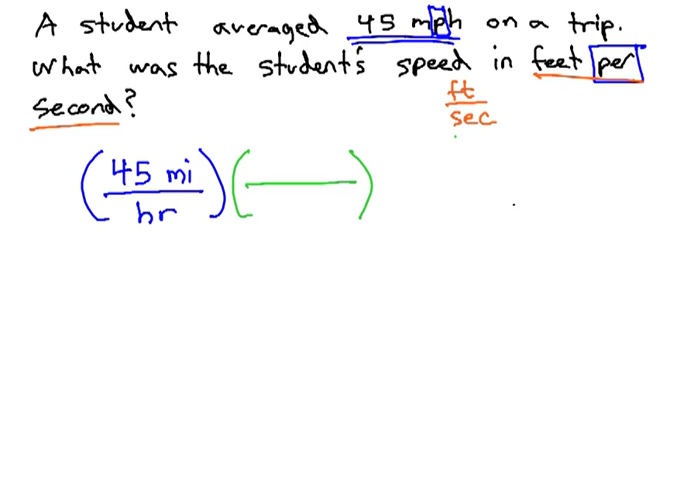 A student averaged 45 mph on a trip.
What was the student's speed in feet per
second?
ft
sec
(45 mi
hr) ( )